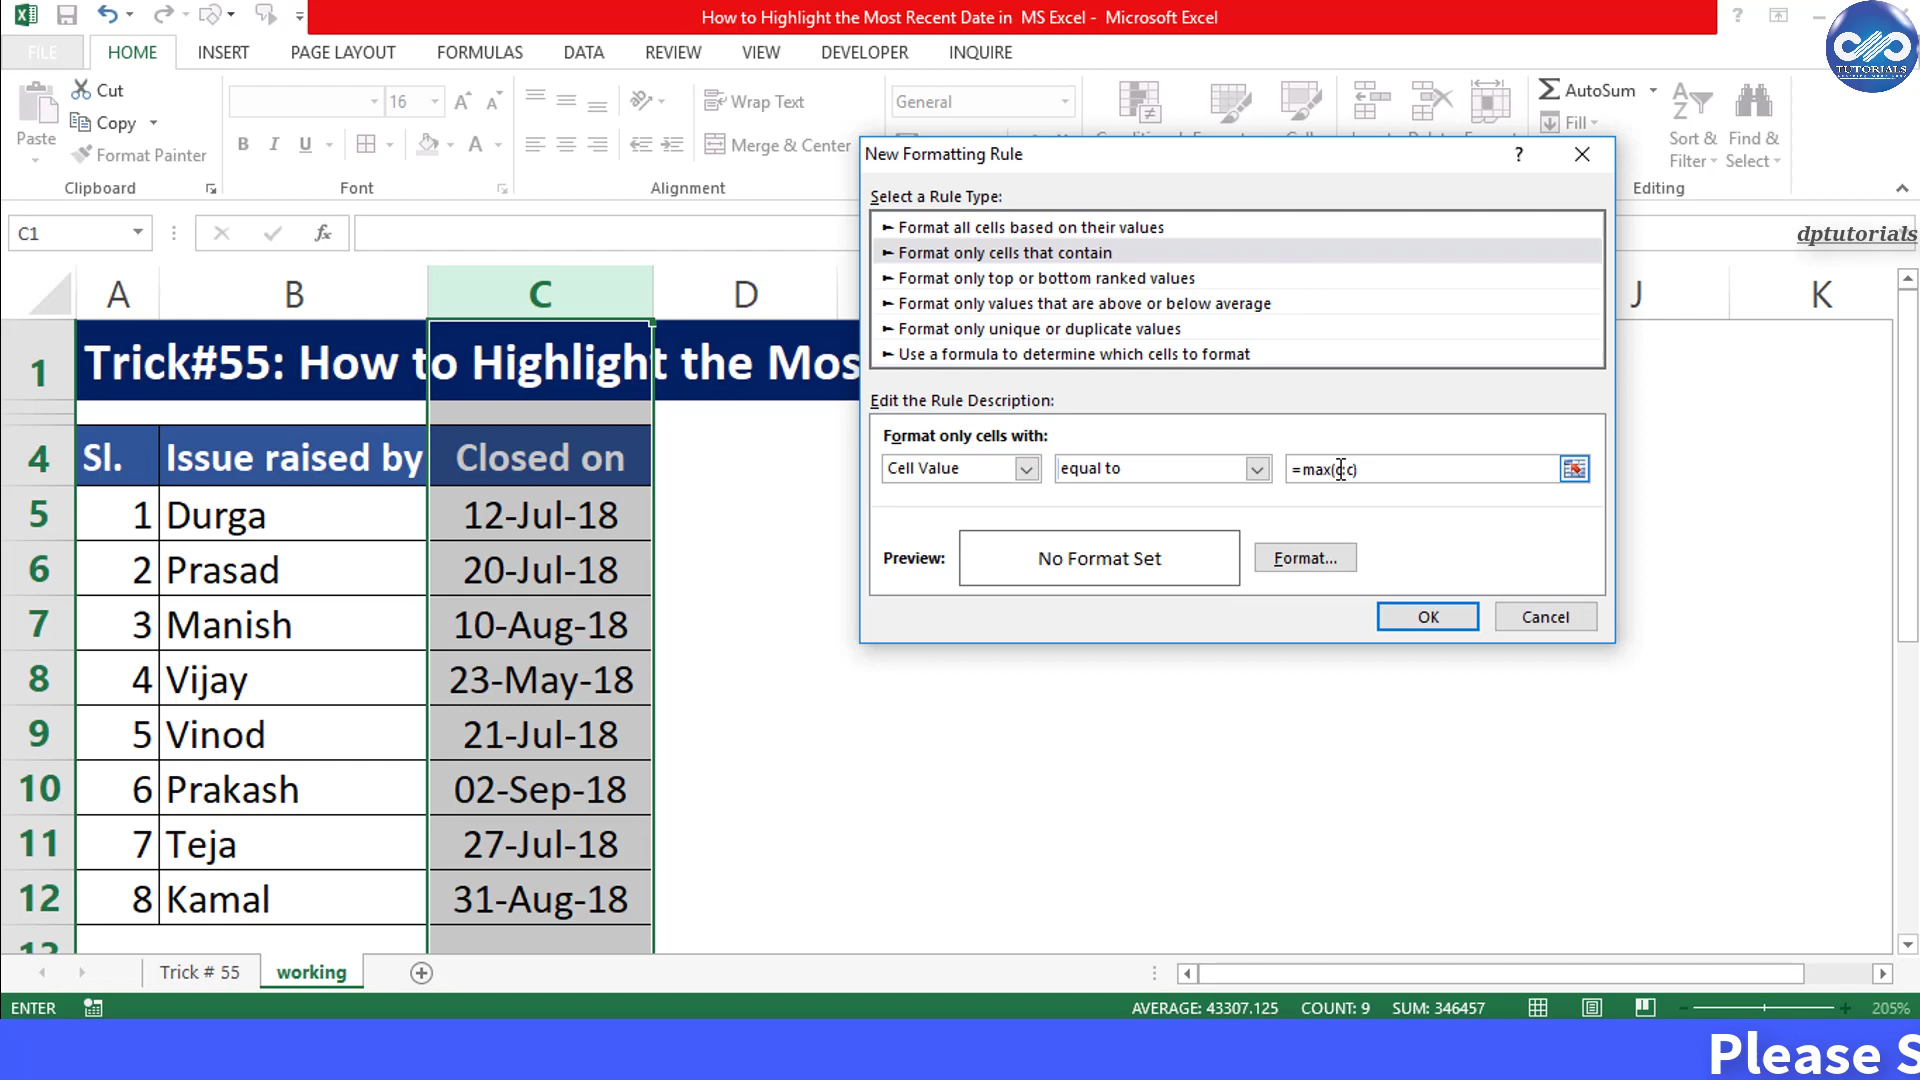 How to Highlight the Most Recent Date in MS Excel - Microsoft Excel
?
FILE HOME INSERT PAGE LAYOUT FORMULAS DATA REVIEW VIEW DEVELOPER INQUIRE
TUTORIALS
Paste
Cut
Copy
Format Painter
Clipboard
16
B I U
Font
Wrap Text
Merge & Center
Alignment
General
AutoSum
Fill
Sort & Filter
Find & Select
Editing
C1
fx
dptutorials
New Formatting Rule ?
Select a Rule Type:
► Format all cells based on their values
► Format only cells that contain
► Format only top or bottom ranked values
► Format only values that are above or below average
► Format only unique or duplicate values
► Use a formula to determine which cells to format
Edit the Rule Description:
Format only cells with:
Cell Value equal to =max(c:c)
Preview: No Format Set Format...
OK Cancel
A B C D J K
1 Trick#55: How to Highlight the Mos
4 Sl. Issue raised by Closed on
5 1 Durga 12-Jul-18
6 2 Prasad 20-Jul-18
7 3 Manish 10-Aug-18
8 4 Vijay 23-May-18
9 5 Vinod 21-Jul-18
10 6 Prakash 02-Sep-18
11 7 Teja 27-Jul-18
12 8 Kamal 31-Aug-18
Trick # 55 working
ENTER AVERAGE: 43307.125 COUNT: 9 SUM: 346457 205%
Please S